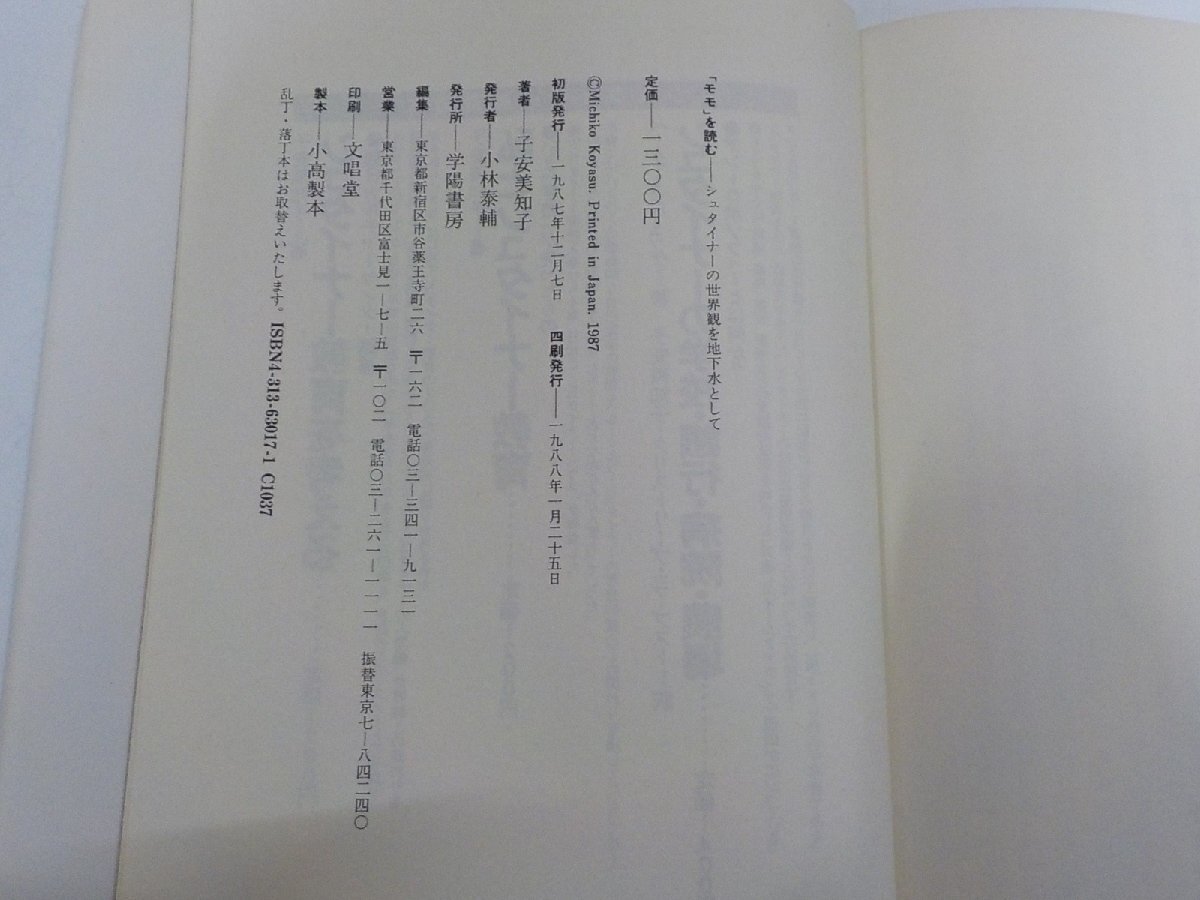 「モモ」を読む――シュタイナーの世界観を地下水として
定価――一三〇〇円
©Michiko Koyasu. Printed in Japan. 1987
初版発行――一九八七年十二月七日　四刷発行――一九八八年一月二十五日
著者――子安美知子
発行者――小林泰輔
発行所――学陽書房
編集――東京都新宿区市谷薬王寺町二六 〒一六二 電話〇三―三四一―九一三一
営業――東京都千代田区富士見一―七―五 〒一〇二 電話〇三―二六一―一一一一 振替東京七―八四二四〇
印刷――文唱堂
製本――小高製本
乱丁・落丁本はお取替えいたします。 ISBN4-313-63017-1 C1037